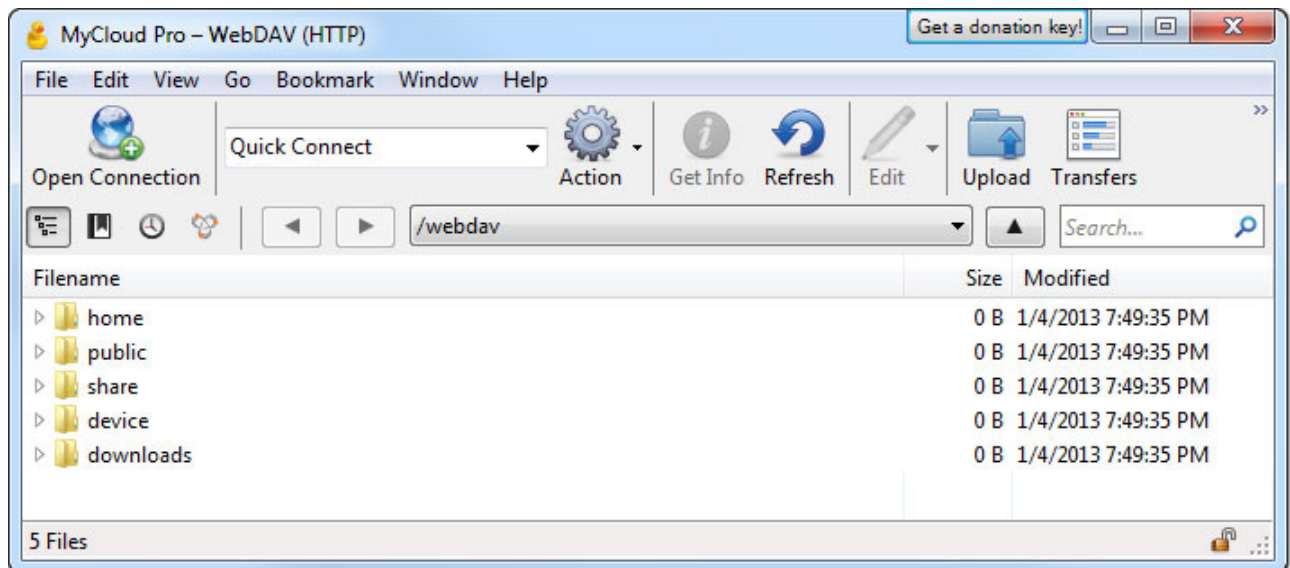 MyCloud Pro – WebDAV (HTTP)
Get a donation key!
File Edit View Go Bookmark Window Help
Open Connection
Quick Connect
Action
Get Info
Refresh
Edit
Upload
Transfers
/webdav
Search...
Filename Size Modified
home 0 B 1/4/2013 7:49:35 PM
public 0 B 1/4/2013 7:49:35 PM
share 0 B 1/4/2013 7:49:35 PM
device 0 B 1/4/2013 7:49:35 PM
downloads 0 B 1/4/2013 7:49:35 PM
5 Files